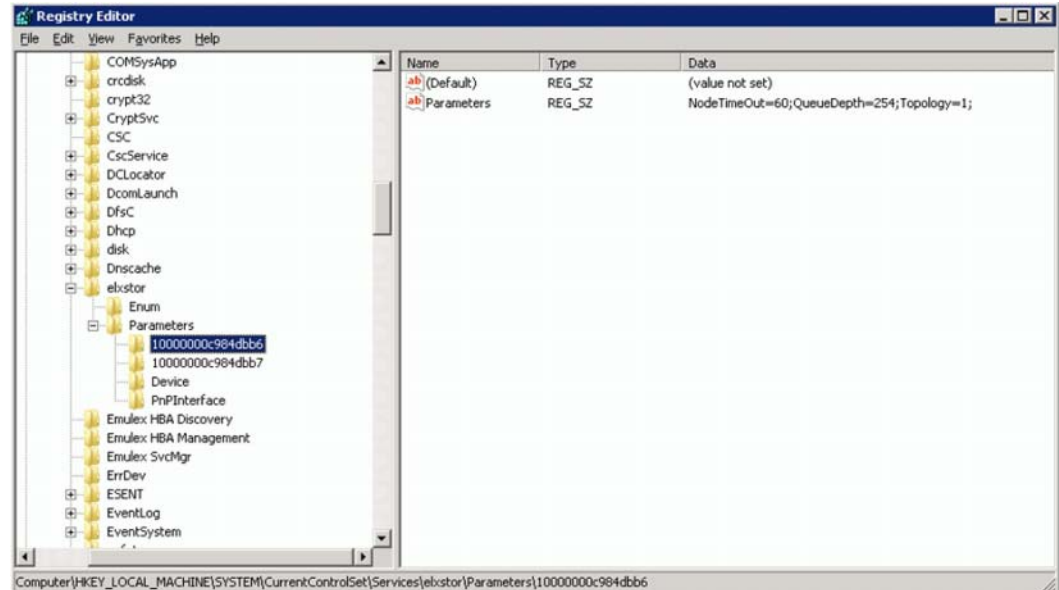 Registry Editor
File Edit View Favorites Help
COMSysApp
crcdisk
crypt32
CryptSvc
CSC
CscService
DCLocator
DcomLaunch
DfsC
Dhcp
disk
Dnscache
elxstor
Enum
Parameters
10000000c984dbb6
10000000c984dbb7
Device
PnPInterface
Emulex HBA Discovery
Emulex HBA Management
Emulex SvcMgr
ErrDev
ESENT
EventLog
EventSystem
Name Type Data
ab (Default) REG_SZ (value not set)
ab Parameters REG_SZ NodeTimeOut=60;QueueDepth=254;Topology=1;
Computer\HKEY_LOCAL_MACHINE\SYSTEM\CurrentControlSet\Services\elxstor\Parameters\10000000c984dbb6